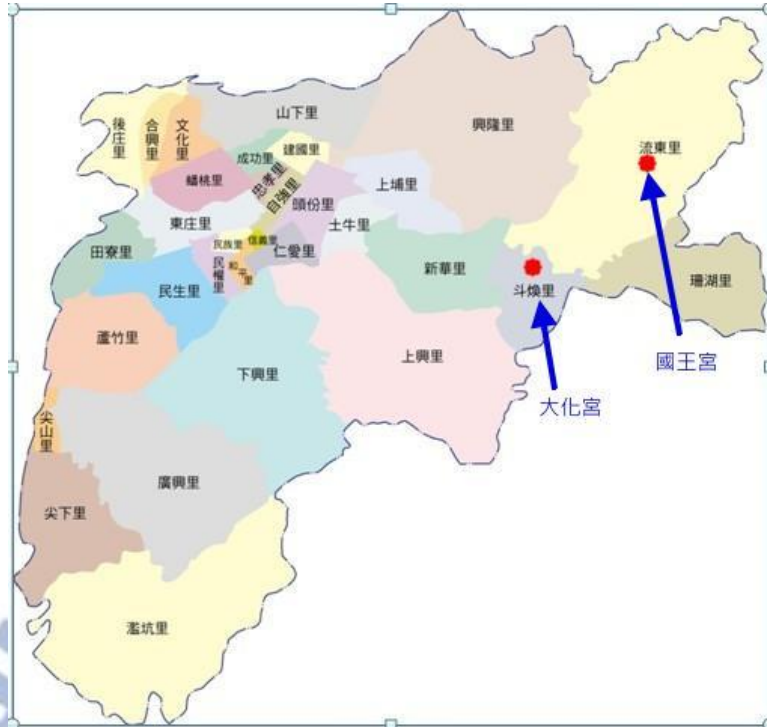 後庄里
合興里
文化里
山下里
興隆里
流東里
成功里
建國里
蟠桃里
忠孝里
自強里
頭份里
上埔里
東庄里
土牛里
田寮里
民族里
信義里
仁愛里
民權里
和平里
民生里
新華里
斗煥里
珊湖里
蘆竹里
下興里
上興里
國王宮
大化宮
尖山里
廣興里
尖下里
濫坑里